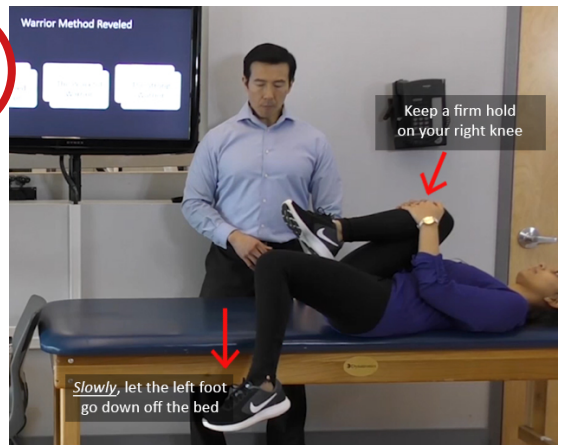 Warrior Method Reveled
Keep a firm hold
on your right knee
Slowly, let the left foot
go down off the bed